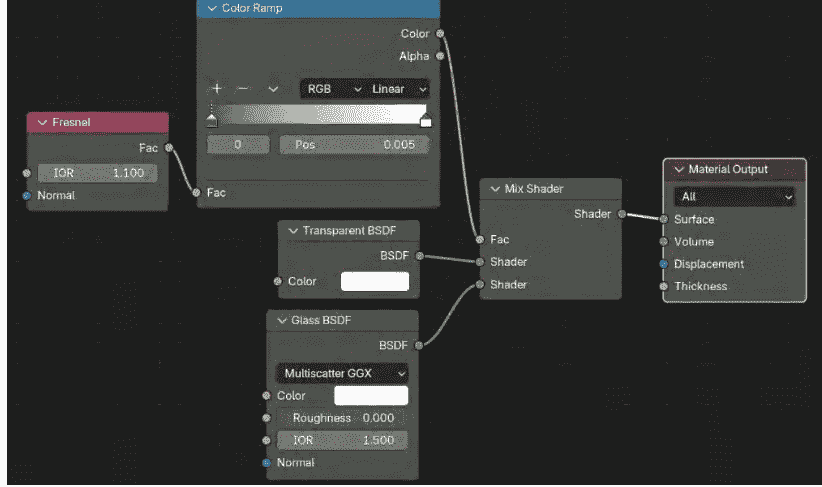 Color Ramp
Color
Alpha
RGB
Linear
0
Pos 0.005
Fac
Fresnel
Fac
IOR 1.100
Normal
Transparent BSDF
BSDF
Color
Glass BSDF
BSDF
Multiscatter GGX
Color
Roughness 0.000
IOR 1.500
Normal
Mix Shader
Shader
Fac
Shader
Shader
Material Output
All
Surface
Volume
Displacement
Thickness